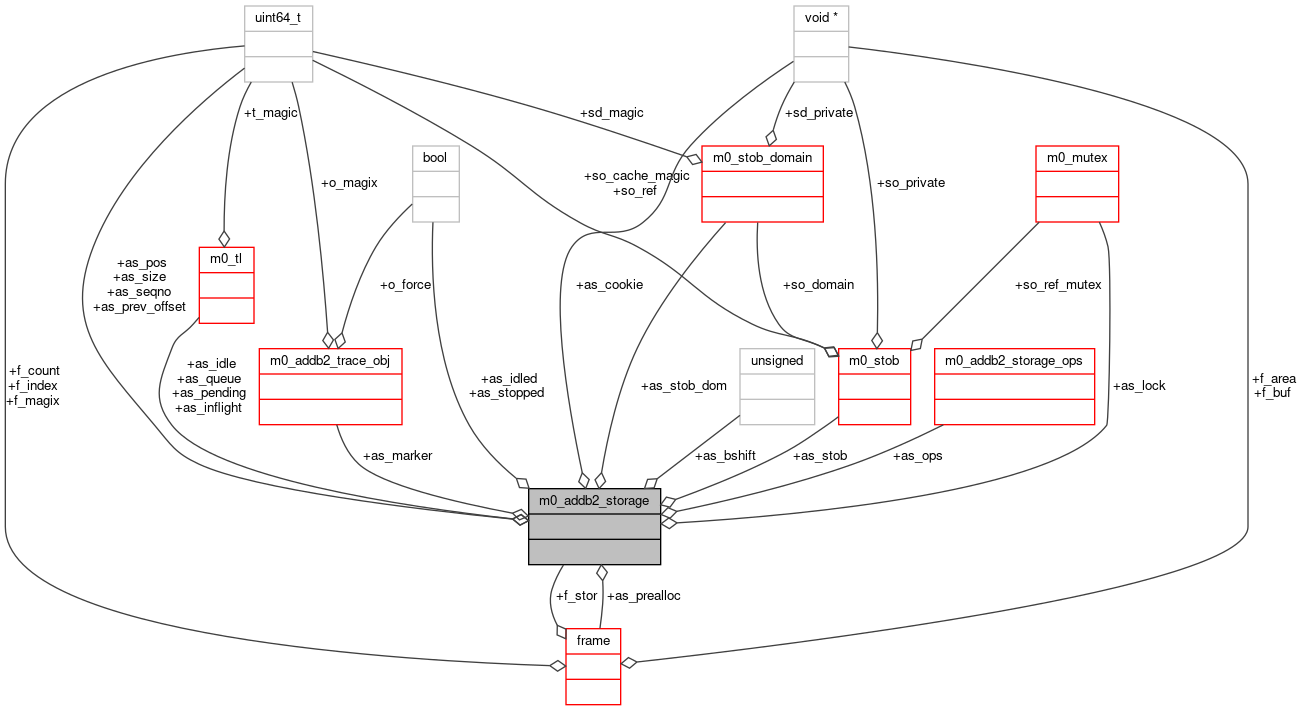 uint64_t
void *
+t_magic
+sd_magic
+sd_private
bool
m0_stob_domain
m0_mutex
+o_magix
+so_cache_magic
+so_ref
+so_private
m0_tl
+as_pos
+as_size
+as_seqno
+as_prev_offset
+o_force
+as_cookie
+so_domain
+so_ref_mutex
m0_addb2_trace_obj
unsigned
m0_stob
m0_addb2_storage_ops
+f_count
+f_index
+f_magix
+as_idle
+as_queue
+as_pending
+as_inflight
+as_idled
+as_stopped
+as_stob_dom
+as_lock
+f_area
+f_buf
+as_marker
+as_bshift
+as_stob
+as_ops
m0_addb2_storage
+f_stor
+as_prealloc
frame